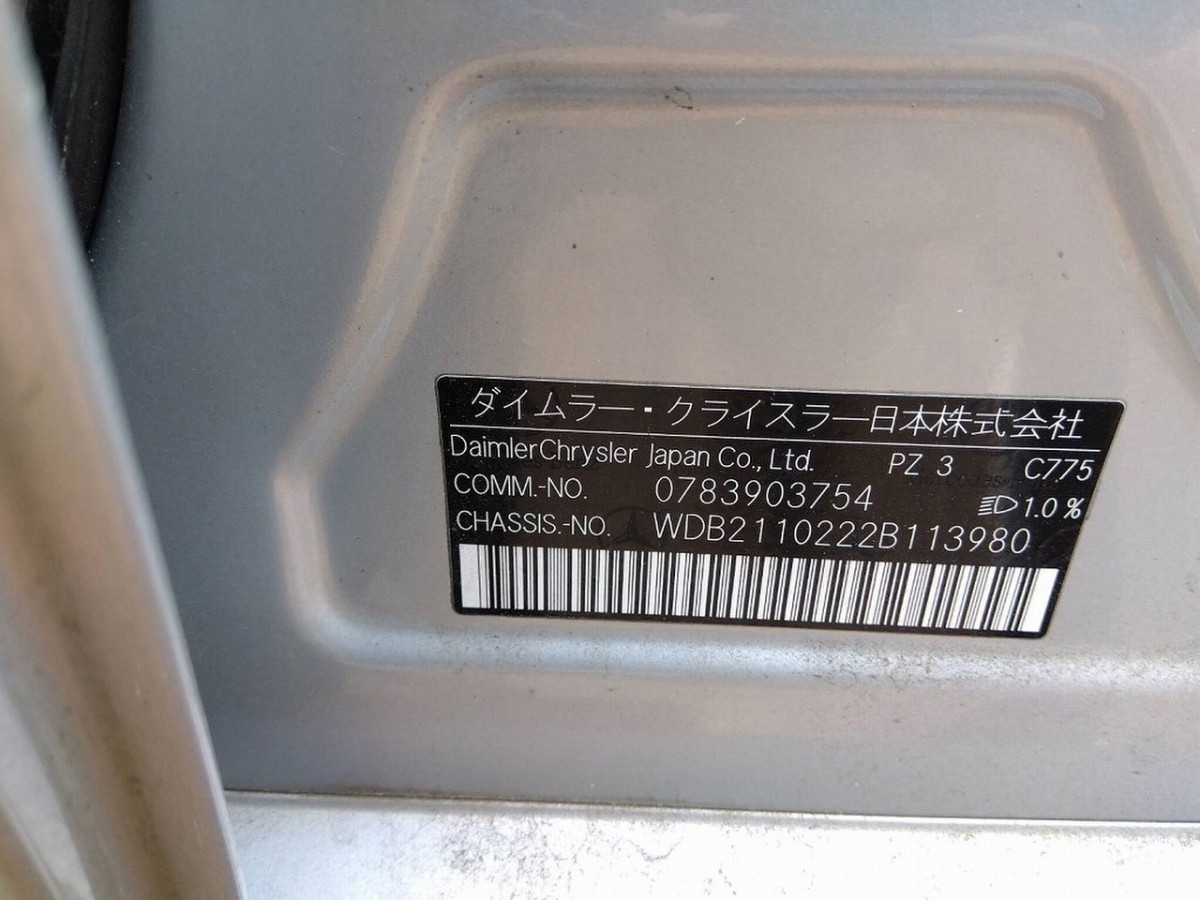 ダイムラー・クライスラー日本株式会社
DaimlerChrysler Japan Co., Ltd. PZ 3 C775
COMM.-NO. 0783903754 1.0 %
CHASSIS.-NO. WDB2110222B113980